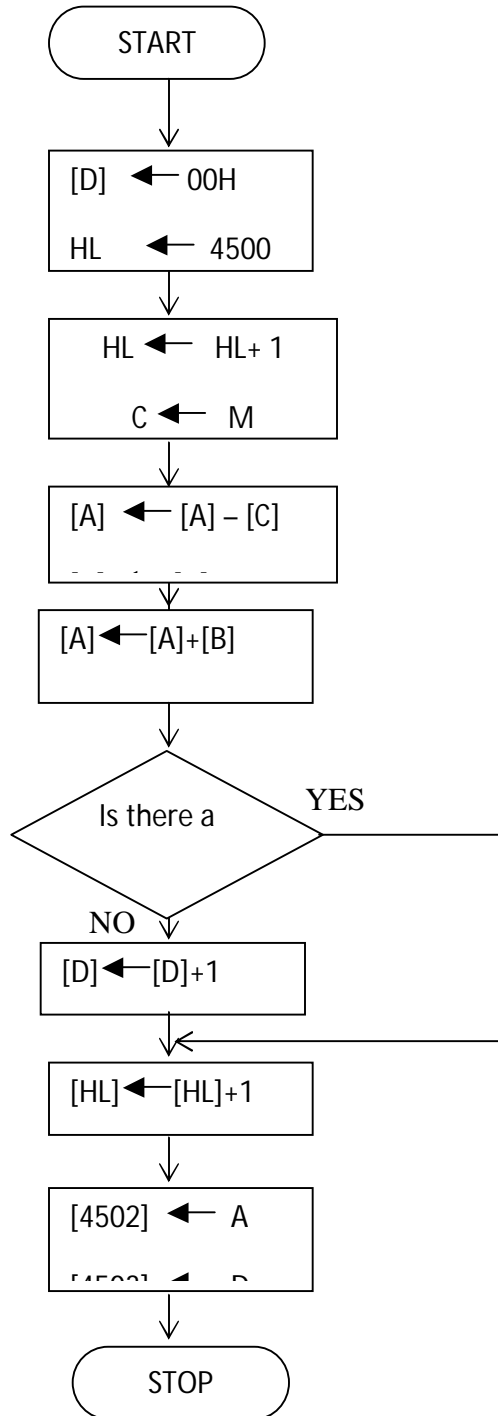 START
[D] ← 00H
HL ← 4500
HL ← HL+ 1
C ← M
[A] ← [A] – [C]
[A]←[A]+[B]
Is there a
YES
NO
[D]←[D]+1
[HL]←[HL]+1
[4502] ← A
STOP